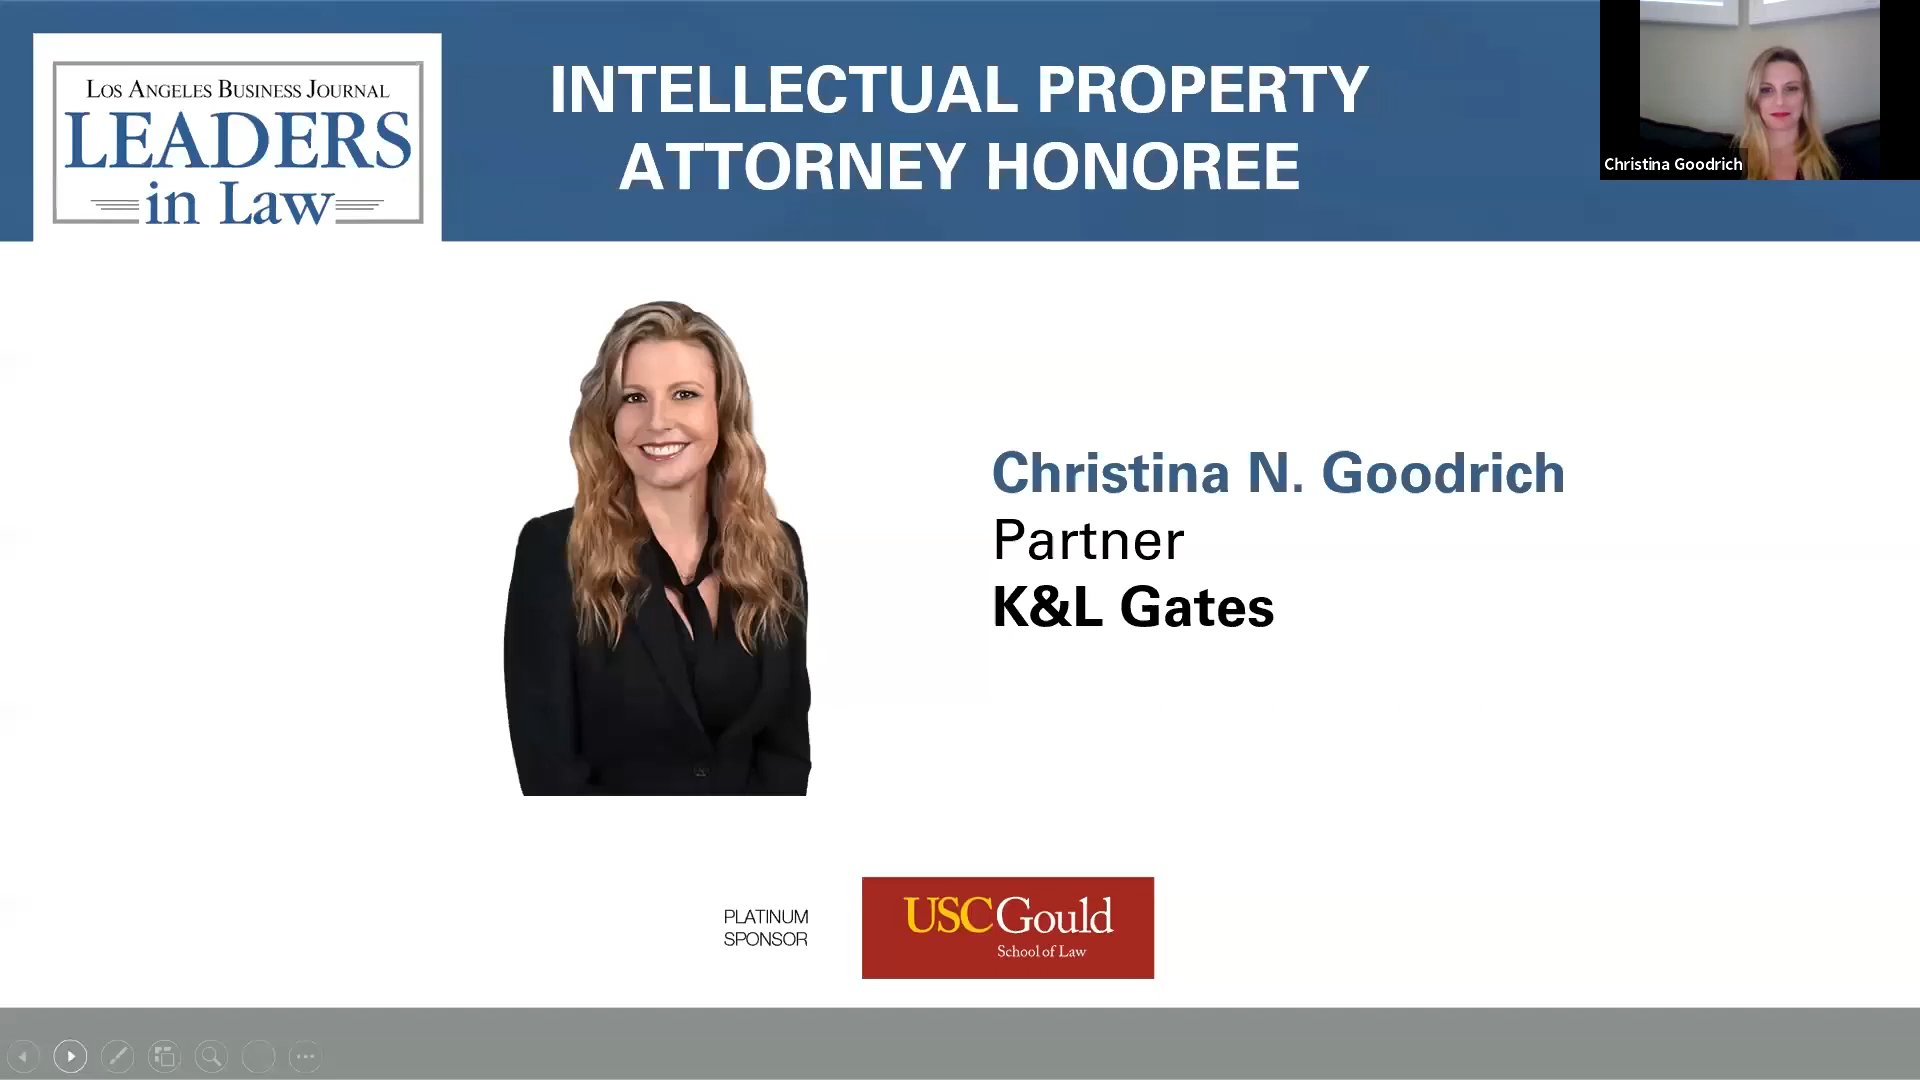 LOS ANGELES BUSINESS JOURNAL
LEADERS
in Law
INTELLECTUAL PROPERTY
ATTORNEY HONOREE
Christina Goodrich
Christina N. Goodrich
Partner
K&L Gates
PLATINUM
SPONSOR
USC Gould
School of Law